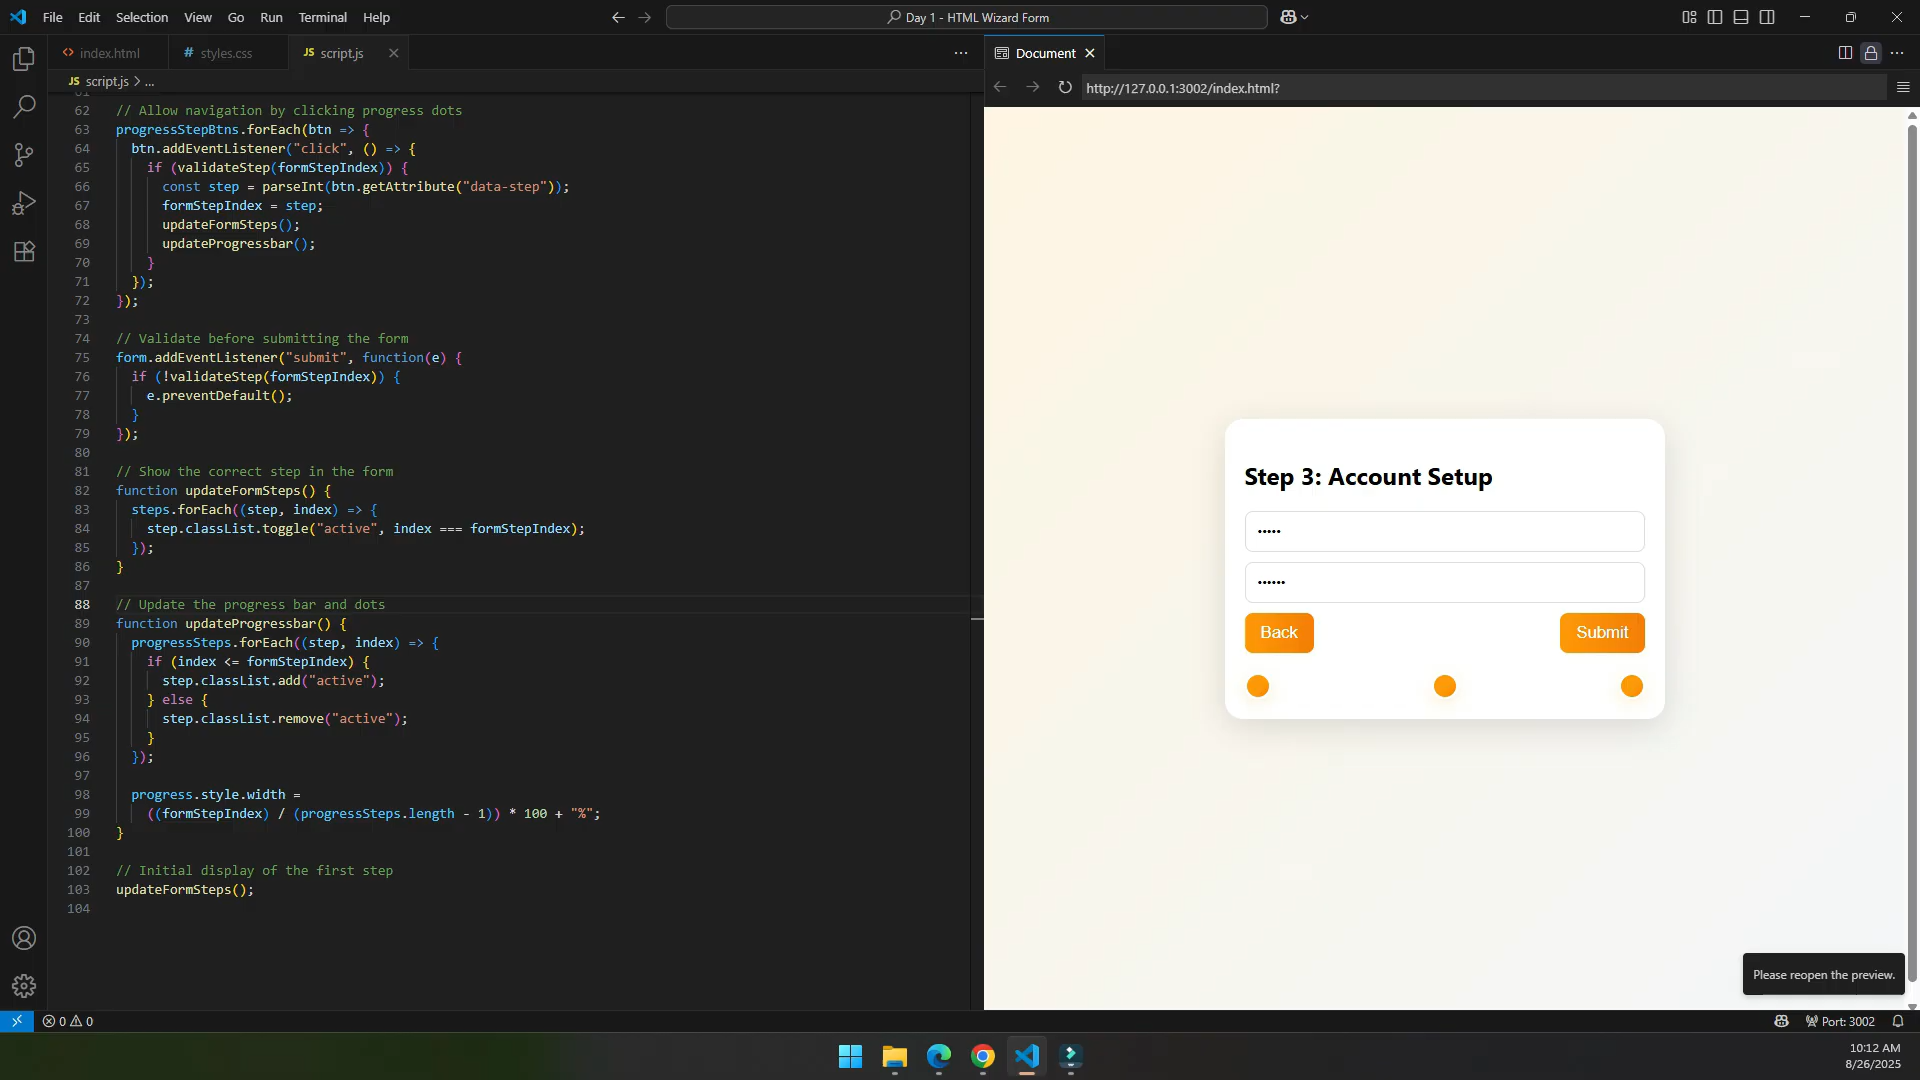 File Edit Selection View Go Run Terminal Help
Day 1 - HTML Wizard Form
<> index.html
# styles.css
JS script.js
Document
JS script.js > ...
http://127.0.0.1:3002/index.html?
62 // Allow navigation by clicking progress dots
63 progressStepBtns.forEach(btn => {
64 btn.addEventListener("click", () => {
65 if (validateStep(formStepIndex)) {
66 const step = parseInt(btn.getAttribute("data-step"));
67 formStepIndex = step;
68 updateFormSteps();
69 updateProgressbar();
70 }
71 });
72 });
73
74 // Validate before submitting the form
75 form.addEventListener("submit", function(e) {
76 if (!validateStep(formStepIndex)) {
77 e.preventDefault();
78 }
79 });
80
81 // Show the correct step in the form
82 function updateFormSteps() {
83 steps.forEach((step, index) => {
84 step.classList.toggle("active", index === formStepIndex);
85 });
86 }
87
88 // Update the progress bar and dots
89 function updateProgressbar() {
90 progressSteps.forEach((step, index) => {
91 if (index <= formStepIndex) {
92 step.classList.add("active");
93 } else {
94 step.classList.remove("active");
95 }
96 });
97
98 progress.style.width =
99 ((formStepIndex) / (progressSteps.length - 1)) * 100 + "%";
100 }
101
102 // Initial display of the first step
103 updateFormSteps();
104
Step 3: Account Setup
•••••
••••••
Back
Submit
Please reopen the preview.
0 0
Port: 3002
10:12 AM
8/26/2025